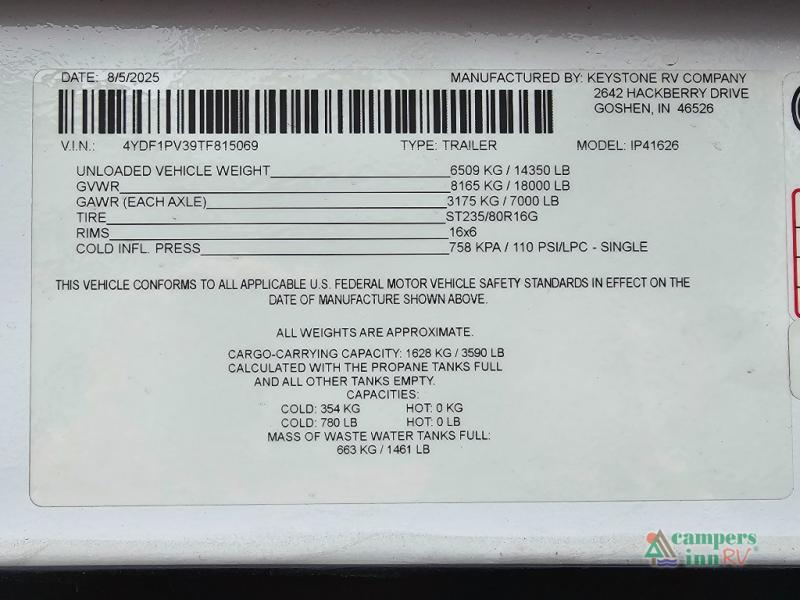 DATE: 8/5/2025 MANUFACTURED BY: KEYSTONE RV COMPANY
2642 HACKBERRY DRIVE
GOSHEN, IN 46526
V.I.N.: 4YDF1PV39TF815069 TYPE: TRAILER MODEL: IP41626
UNLOADED VEHICLE WEIGHT 6509 KG / 14350 LB
GVWR 8165 KG / 18000 LB
GAWR (EACH AXLE) 3175 KG / 7000 LB
TIRE ST235/80R16G
RIMS 16x6
COLD INFL. PRESS 758 KPA / 110 PSI/LPC - SINGLE
THIS VEHICLE CONFORMS TO ALL APPLICABLE U.S. FEDERAL MOTOR VEHICLE SAFETY STANDARDS IN EFFECT ON THE
DATE OF MANUFACTURE SHOWN ABOVE.
ALL WEIGHTS ARE APPROXIMATE.
CARGO-CARRYING CAPACITY: 1628 KG / 3590 LB
CALCULATED WITH THE PROPANE TANKS FULL
AND ALL OTHER TANKS EMPTY.
CAPACITIES:
COLD: 354 KG HOT: 0 KG
COLD: 780 LB HOT: 0 LB
MASS OF WASTE WATER TANKS FULL:
663 KG / 1461 LB
campers
inn RV